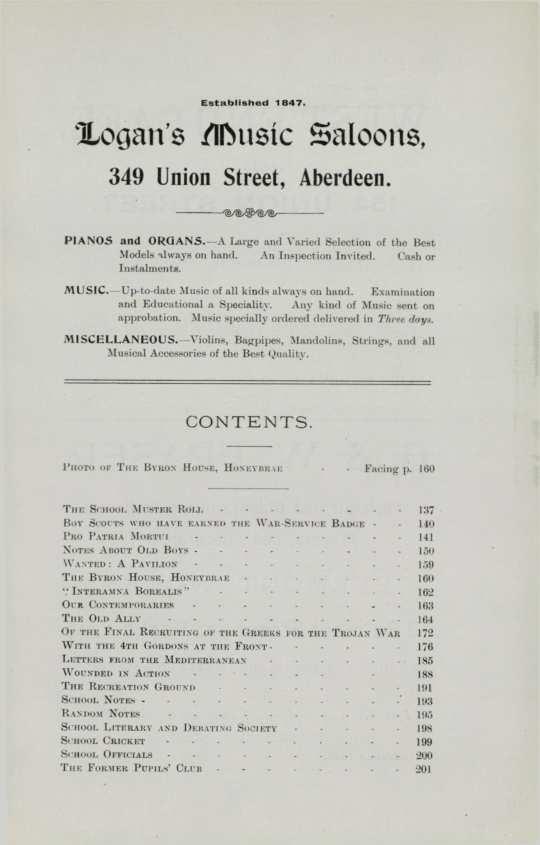 Established 1847.
Logan's Music Saloons,
349 Union Street, Aberdeen.
PIANOS and ORGANS.—A Large and Varied Selection of the Best
Models always on hand. An Inspection Invited. Cash or
Instalments.
MUSIC.—Up-to-date Music of all kinds always on hand. Examination
and Educational a Speciality. Any kind of Music sent on
approbation. Music specially ordered delivered in Three days.
MISCELLANEOUS.—Violins, Bagpipes, Mandolins, Strings, and all
Musical Accessories of the Best Quality.
CONTENTS.
Photo of The Byron House, Honeybrae - - Facing p. 160
The School Muster Roll - - - - - - - - 137
Boy Scouts who have earned the War-Service Badge - - 140
Pro Patria Mortui - - - - - - - - - 141
Notes About Old Boys - - - - - - - - - 150
Wanted: A Pavilion - - - - - - - - - 159
The Byron House, Honeybrae - - - - - - - 160
"Interamna Borealis" - - - - - - - - 162
Our Contemporaries - - - - - - - - - 163
The Old Ally - - - - - - - - - - 164
Of the Final Recruiting of the Greeks for the Trojan War 172
With the 4th Gordons at the Front - - - - - - 176
Letters from the Mediterranean - - - - - - 185
Wounded in Action - - - - - - - - - 188
The Recreation Ground - - - - - - - - 191
School Notes - - - - - - - - - - - 193
Random Notes - - - - - - - - - - 195
School Literary and Debating Society - - - - - 198
School Cricket - - - - - - - - - - 199
School Officials - - - - - - - - - - 200
The Former Pupils' Club - - - - - - - - 201